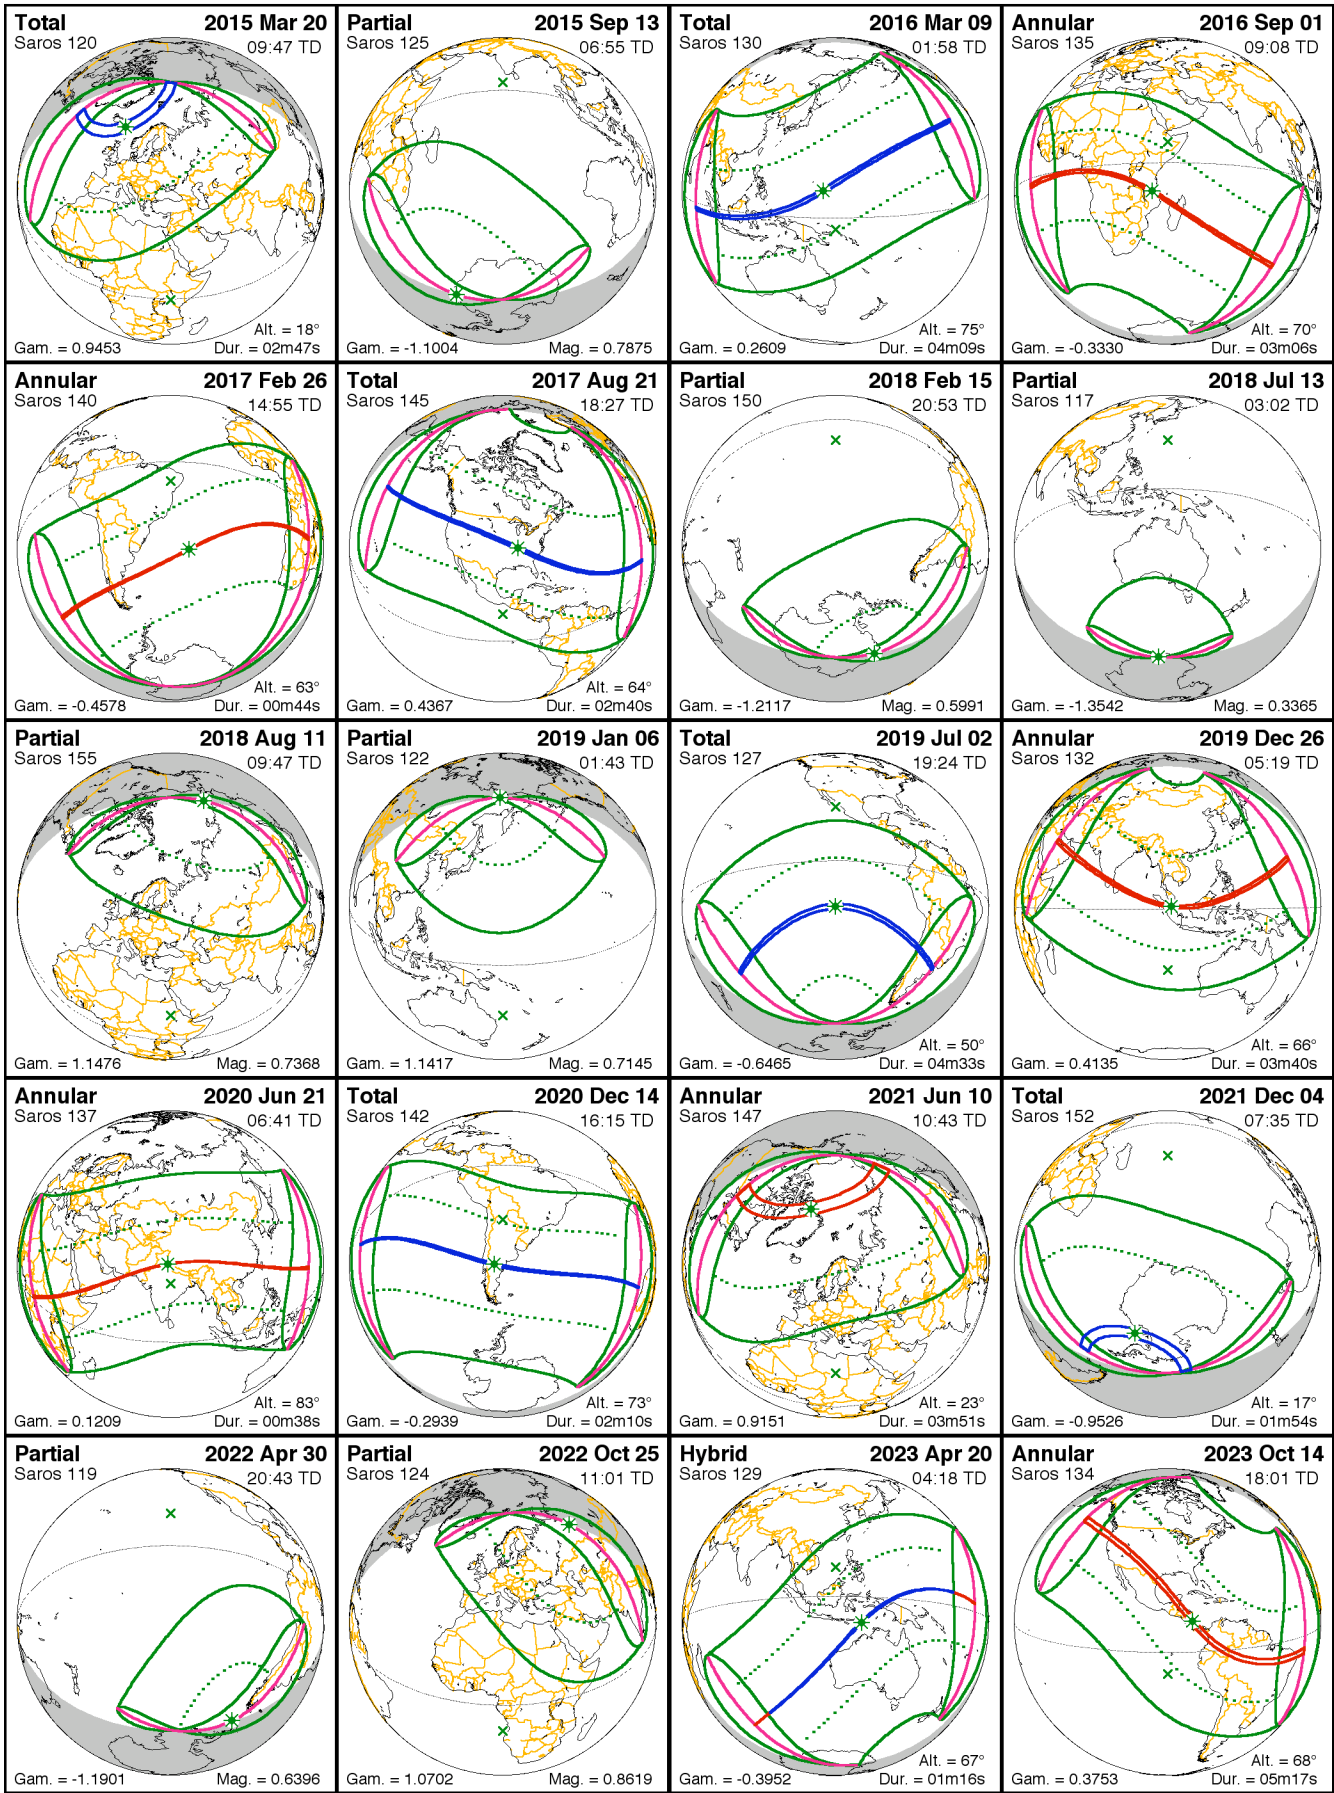 Total 2015 Mar 20
Saros 120 09:47 TD
Alt. = 18°
Gam. = 0.9453 Dur. = 02m47s
Partial 2015 Sep 13
Saros 125 06:55 TD
Gam. = -1.1004 Mag. = 0.7875
Total 2016 Mar 09
Saros 130 01:58 TD
Alt. = 75°
Gam. = 0.2609 Dur. = 04m09s
Annular 2016 Sep 01
Saros 135 09:08 TD
Alt. = 70°
Gam. = -0.3330 Dur. = 03m06s
Annular 2017 Feb 26
Saros 140 14:55 TD
Alt. = 63°
Gam. = -0.4578 Dur. = 00m44s
Total 2017 Aug 21
Saros 145 18:27 TD
Alt. = 64°
Gam. = 0.4367 Dur. = 02m40s
Partial 2018 Feb 15
Saros 150 20:53 TD
Gam. = -1.2117 Mag. = 0.5991
Partial 2018 Jul 13
Saros 117 03:02 TD
Gam. = -1.3542 Mag. = 0.3365
Partial 2018 Aug 11
Saros 155 09:47 TD
Gam. = 1.1476 Mag. = 0.7368
Partial 2019 Jan 06
Saros 122 01:43 TD
Gam. = 1.1417 Mag. = 0.7145
Total 2019 Jul 02
Saros 127 19:24 TD
Alt. = 50°
Gam. = -0.6465 Dur. = 04m33s
Annular 2019 Dec 26
Saros 132 05:19 TD
Alt. = 66°
Gam. = 0.4135 Dur. = 03m40s
Annular 2020 Jun 21
Saros 137 06:41 TD
Alt. = 83°
Gam. = 0.1209 Dur. = 00m38s
Total 2020 Dec 14
Saros 142 16:15 TD
Alt. = 73°
Gam. = -0.2939 Dur. = 02m10s
Annular 2021 Jun 10
Saros 147 10:43 TD
Alt. = 23°
Gam. = 0.9151 Dur. = 03m51s
Total 2021 Dec 04
Saros 152 07:35 TD
Alt. = 17°
Gam. = -0.9526 Dur. = 01m54s
Partial 2022 Apr 30
Saros 119 20:43 TD
Gam. = -1.1901 Mag. = 0.6396
Partial 2022 Oct 25
Saros 124 11:01 TD
Gam. = 1.0702 Mag. = 0.8619
Hybrid 2023 Apr 20
Saros 129 04:18 TD
Alt. = 67°
Gam. = -0.3952 Dur. = 01m16s
Annular 2023 Oct 14
Saros 134 18:01 TD
Alt. = 68°
Gam. = 0.3753 Dur. = 05m17s